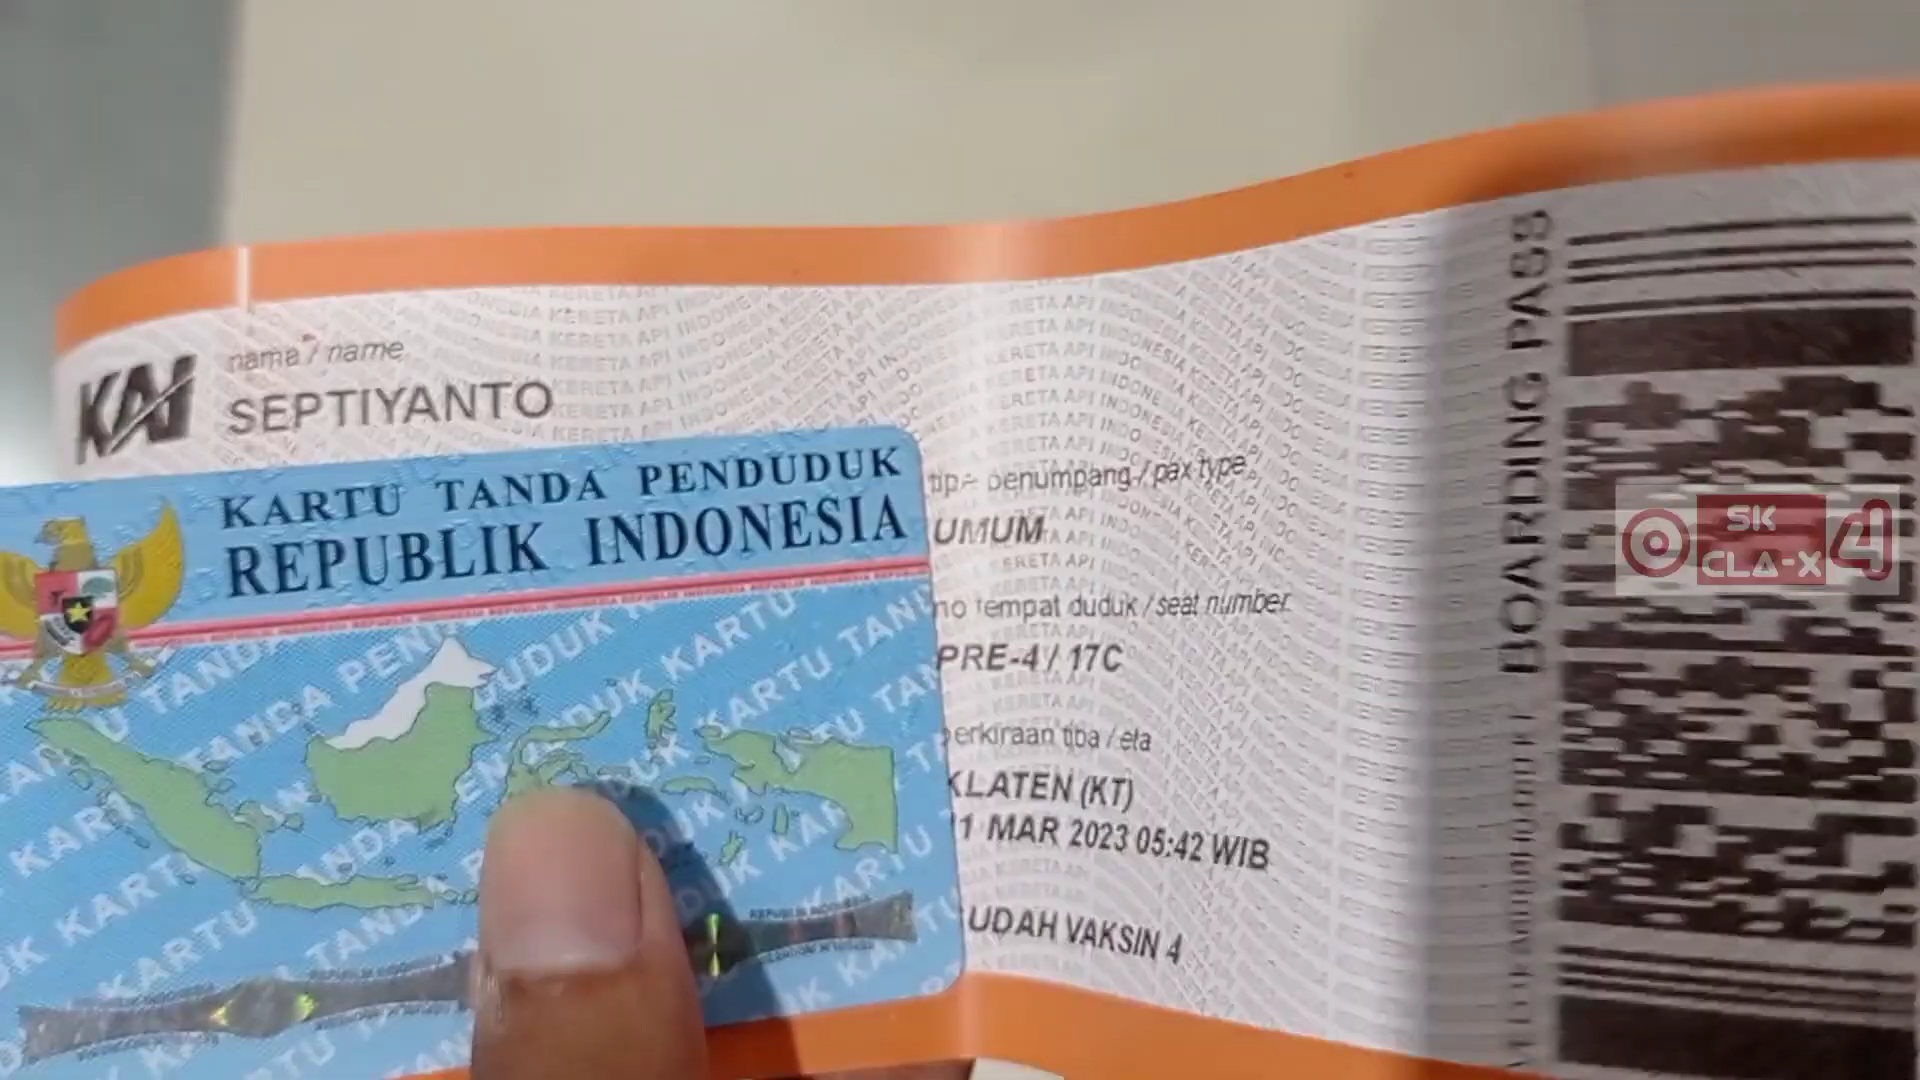 KAI
nama / name
SEPTIYANTO
KARTU TANDA PENDUDUK
REPUBLIK INDONESIA
tipe penumpang / pax type
UMUM
no tempat duduk / seat number
PRE-4 / 17C
perkiraan tiba / eta
KLATEN (KT)
11 MAR 2023 05:42 WIB
UDAH VAKSIN 4
BOARDING PASS
SK
CLA-X 4